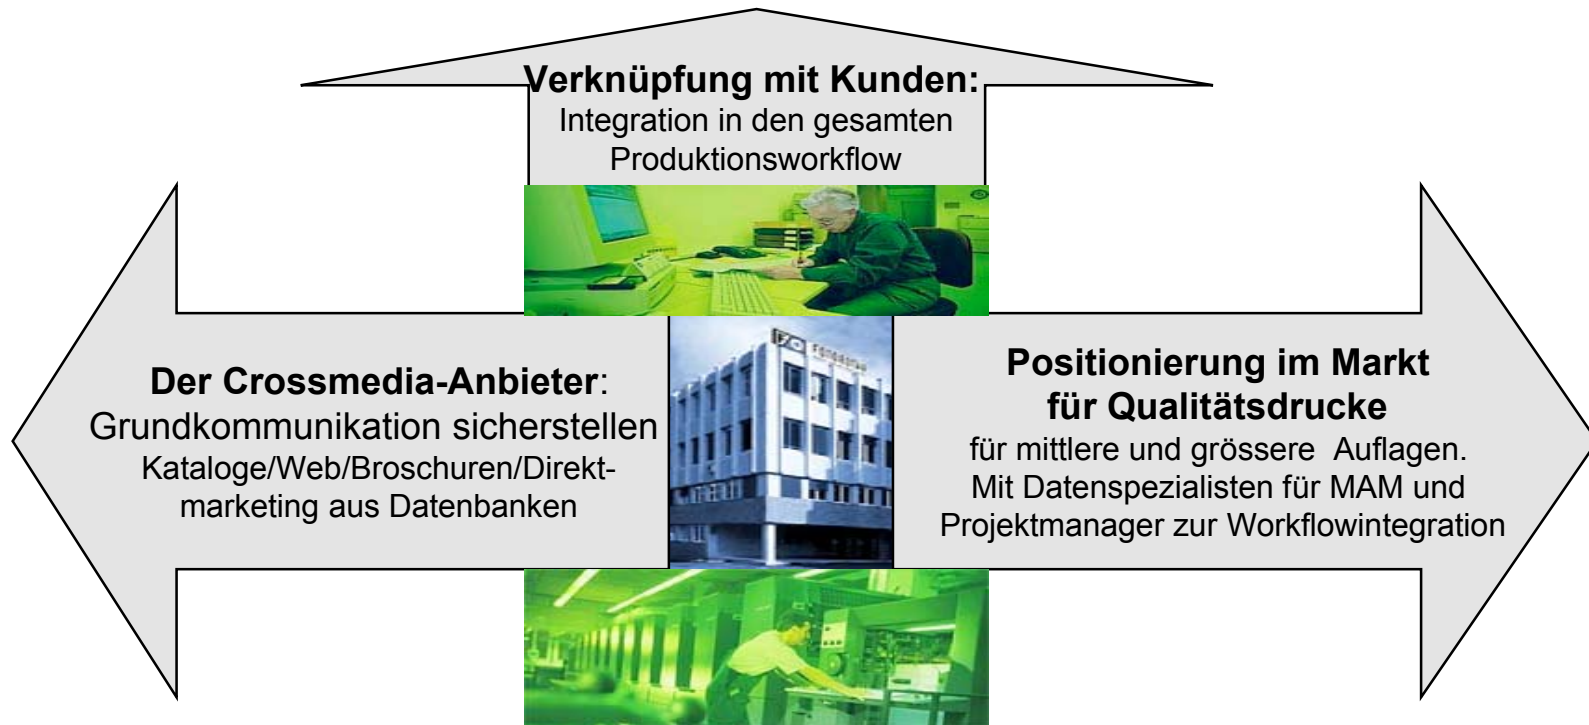 Verknüpfung mit Kunden:
Integration in den gesamten
Produktionsworkflow
Der Crossmedia-Anbieter:
Grundkommunikation sicherstellen
Kataloge/Web/Broschuren/Direkt-
marketing aus Datenbanken
Positionierung im Markt
für Qualitätsdrucke
für mittlere und grössere Auflagen.
Mit Datenspezialisten für MAM und
Projektmanager zur Workflowintegration